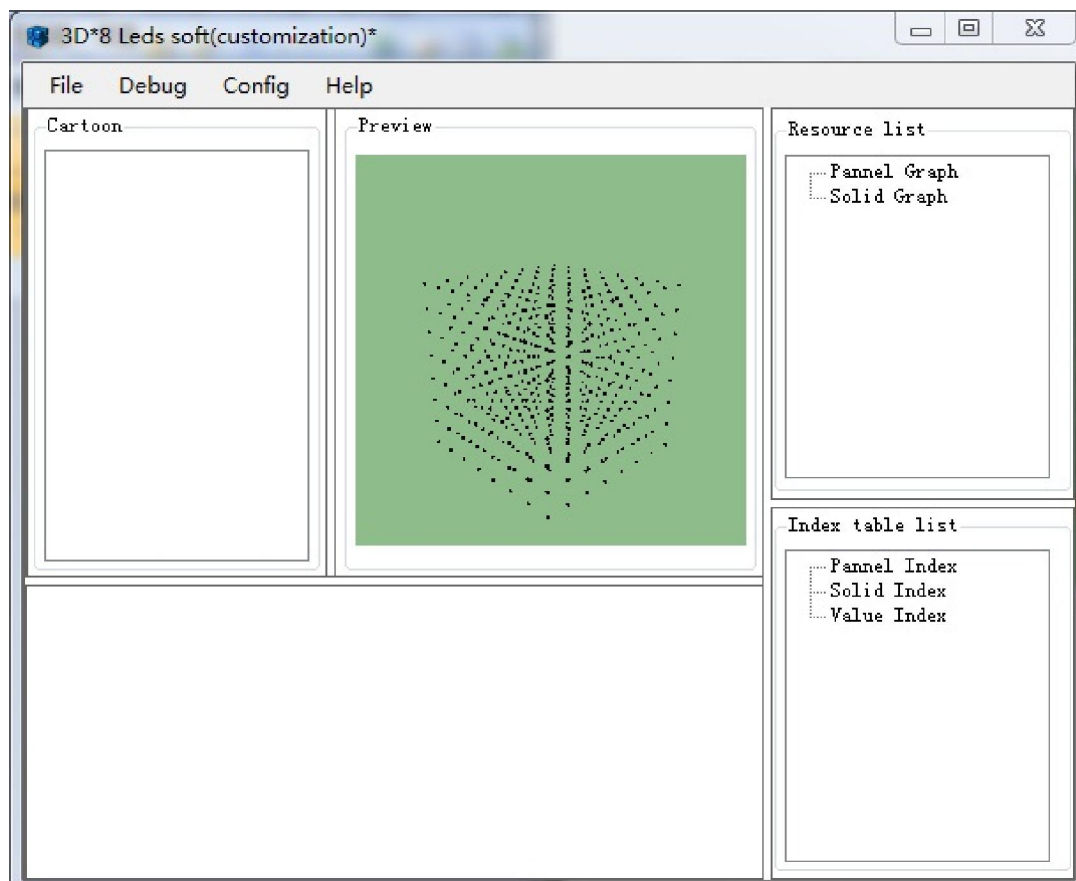 3D*8 Leds soft(customization)*
File Debug Config Help
Cartoon
Preview
Resource list
Pannel Graph
Solid Graph
Index table list
Pannel Index
Solid Index
Value Index